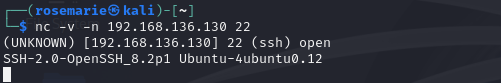 (rosemarie㉿kali)-[~]
$ nc -v -n 192.168.136.130 22
(UNKNOWN) [192.168.136.130] 22 (ssh) open
SSH-2.0-OpenSSH_8.2p1 Ubuntu-4ubuntu0.12